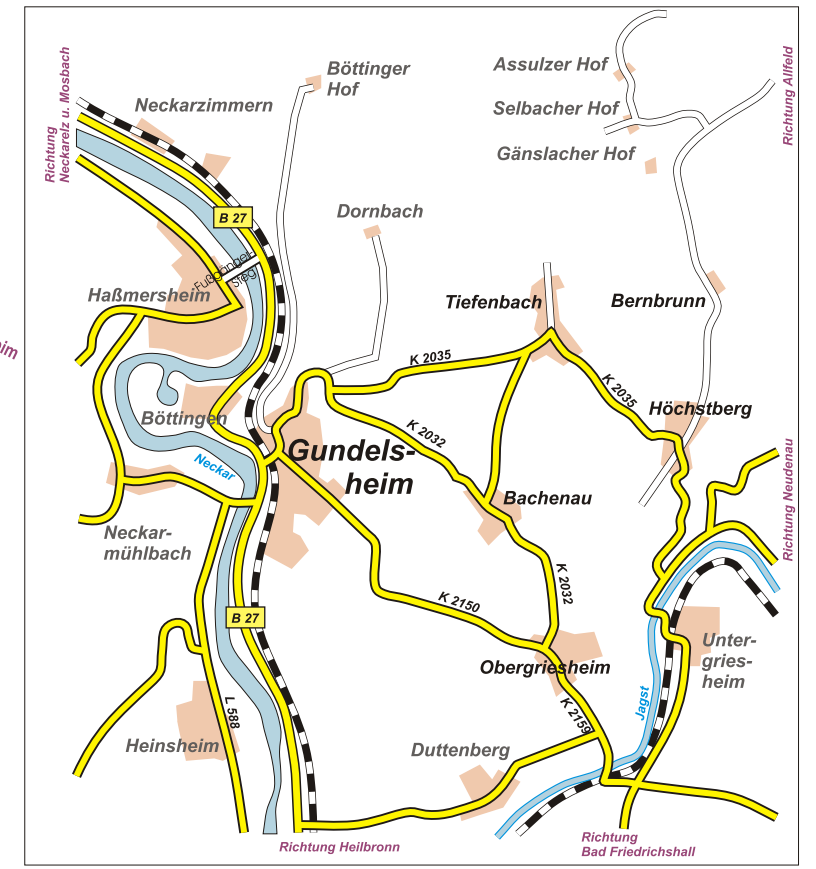 Assulzer Hof
Böttinger
Hof
Neckarzimmern
Selbacher Hof
Richtung
Neckarelz u. Mosbach
Richtung Allfeld
Gänslacher Hof
Dornbach
B 27
Fußgänger
Steg
Haßmersheim
Tiefenbach
Bernbrunn
eim
K 2035
K 2035
Böttingen
Höchstberg
K 2032
Gundels-
heim
Neckar
Bachenau
Richtung Neudenau
Neckar-
mühlbach
K 2032
K 2150
B 27
Unter-
gries-
heim
Obergriesheim
Jagst
L 588
K 2159
Heinsheim
Duttenberg
Richtung Heilbronn
Richtung
Bad Friedrichshall